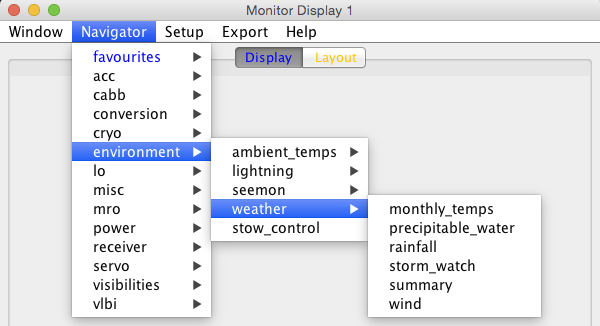 Monitor Display 1
Window Navigator Setup Export Help
Display Layout
favourites
acc
cabb
conversion
cryo
environment
lo
misc
mro
power
receiver
servo
visibilities
vlbi
ambient_temps
lightning
seemon
weather
stow_control
monthly_temps
precipitable_water
rainfall
storm_watch
summary
wind